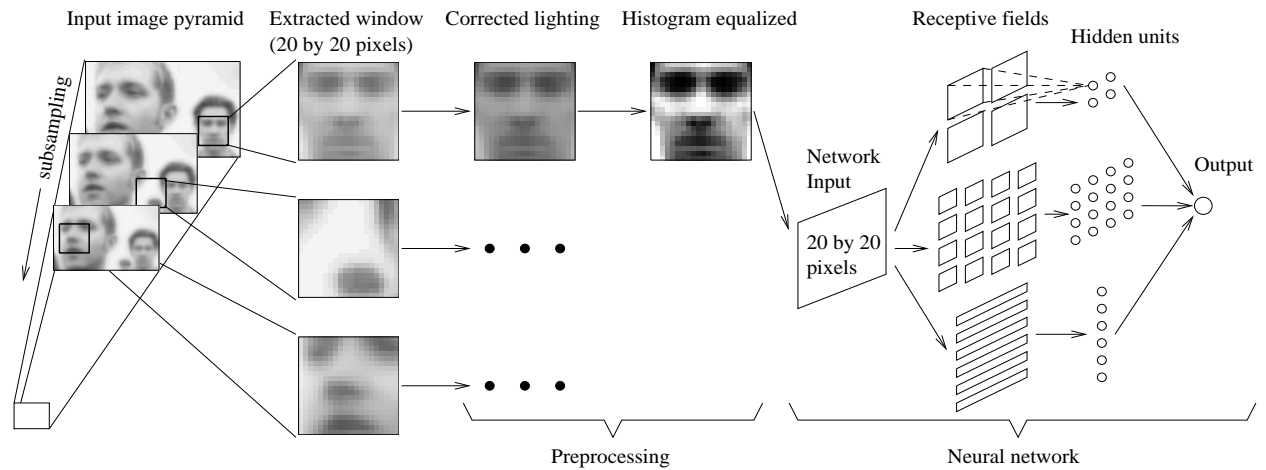 Input image pyramid
Extracted window
(20 by 20 pixels)
Corrected lighting
Histogram equalized
Receptive fields
Hidden units
subsampling
Network
Input
Output
20 by 20
pixels
Preprocessing
Neural network